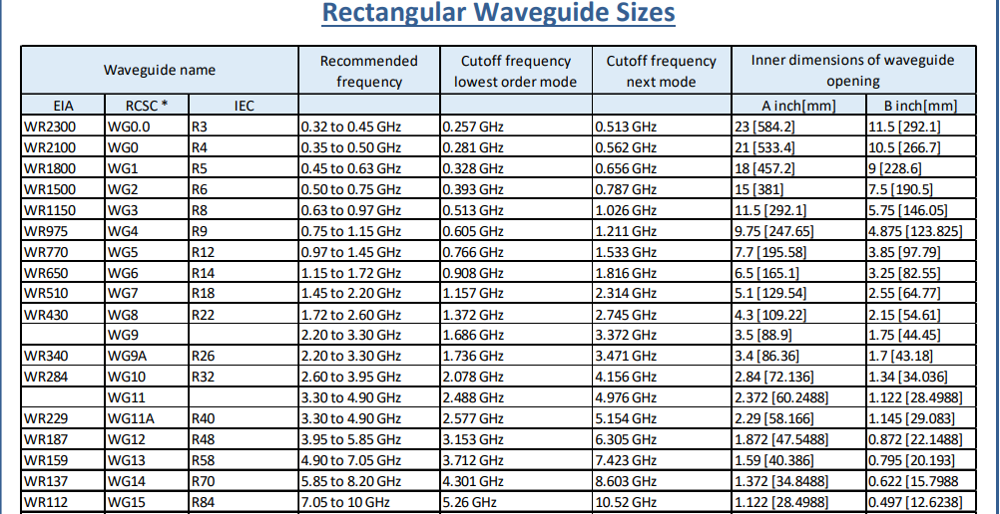 Rectangular Waveguide Sizes
Waveguide name Recommended frequency Cutoff frequency lowest order mode Cutoff frequency next mode Inner dimensions of waveguide opening
EIA RCSC * IEC A inch[mm] B inch[mm]
WR2300 WG0.0 R3 0.32 to 0.45 GHz 0.257 GHz 0.513 GHz 23 [584.2] 11.5 [292.1]
WR2100 WG0 R4 0.35 to 0.50 GHz 0.281 GHz 0.562 GHz 21 [533.4] 10.5 [266.7]
WR1800 WG1 R5 0.45 to 0.63 GHz 0.328 GHz 0.656 GHz 18 [457.2] 9 [228.6]
WR1500 WG2 R6 0.50 to 0.75 GHz 0.393 GHz 0.787 GHz 15 [381] 7.5 [190.5]
WR1150 WG3 R8 0.63 to 0.97 GHz 0.513 GHz 1.026 GHz 11.5 [292.1] 5.75 [146.05]
WR975 WG4 R9 0.75 to 1.15 GHz 0.605 GHz 1.211 GHz 9.75 [247.65] 4.875 [123.825]
WR770 WG5 R12 0.97 to 1.45 GHz 0.766 GHz 1.533 GHz 7.7 [195.58] 3.85 [97.79]
WR650 WG6 R14 1.15 to 1.72 GHz 0.908 GHz 1.816 GHz 6.5 [165.1] 3.25 [82.55]
WR510 WG7 R18 1.45 to 2.20 GHz 1.157 GHz 2.314 GHz 5.1 [129.54] 2.55 [64.77]
WR430 WG8 R22 1.72 to 2.60 GHz 1.372 GHz 2.745 GHz 4.3 [109.22] 2.15 [54.61]
WG9 2.20 to 3.30 GHz 1.686 GHz 3.372 GHz 3.5 [88.9] 1.75 [44.45]
WR340 WG9A R26 2.20 to 3.30 GHz 1.736 GHz 3.471 GHz 3.4 [86.36] 1.7 [43.18]
WR284 WG10 R32 2.60 to 3.95 GHz 2.078 GHz 4.156 GHz 2.84 [72.136] 1.34 [34.036]
WG11 3.30 to 4.90 GHz 2.488 GHz 4.976 GHz 2.372 [60.2488] 1.122 [28.4988]
WR229 WG11A R40 3.30 to 4.90 GHz 2.577 GHz 5.154 GHz 2.29 [58.166] 1.145 [29.083]
WR187 WG12 R48 3.95 to 5.85 GHz 3.153 GHz 6.305 GHz 1.872 [47.5488] 0.872 [22.1488]
WR159 WG13 R58 4.90 to 7.05 GHz 3.712 GHz 7.423 GHz 1.59 [40.386] 0.795 [20.193]
WR137 WG14 R70 5.85 to 8.20 GHz 4.301 GHz 8.603 GHz 1.372 [34.8488] 0.622 [15.7988
WR112 WG15 R84 7.05 to 10 GHz 5.26 GHz 10.52 GHz 1.122 [28.4988] 0.497 [12.6238]